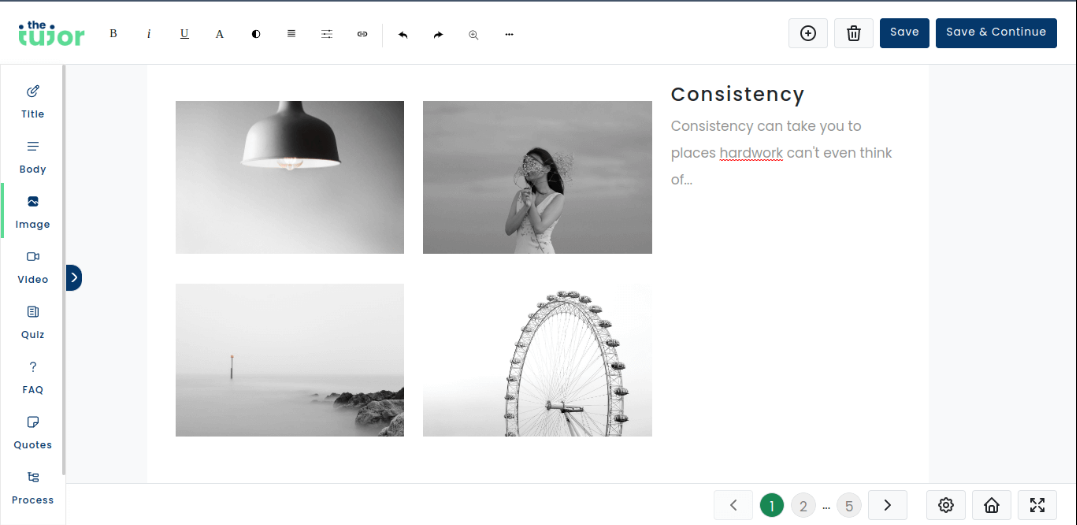 the
tutor
B i U A
Save
Save & Continue
Title
Body
Image
Video
Quiz
?
FAQ
Quotes
Process
Consistency
Consistency can take you to
places hardwork can't even think
of...
1 2 ... 5